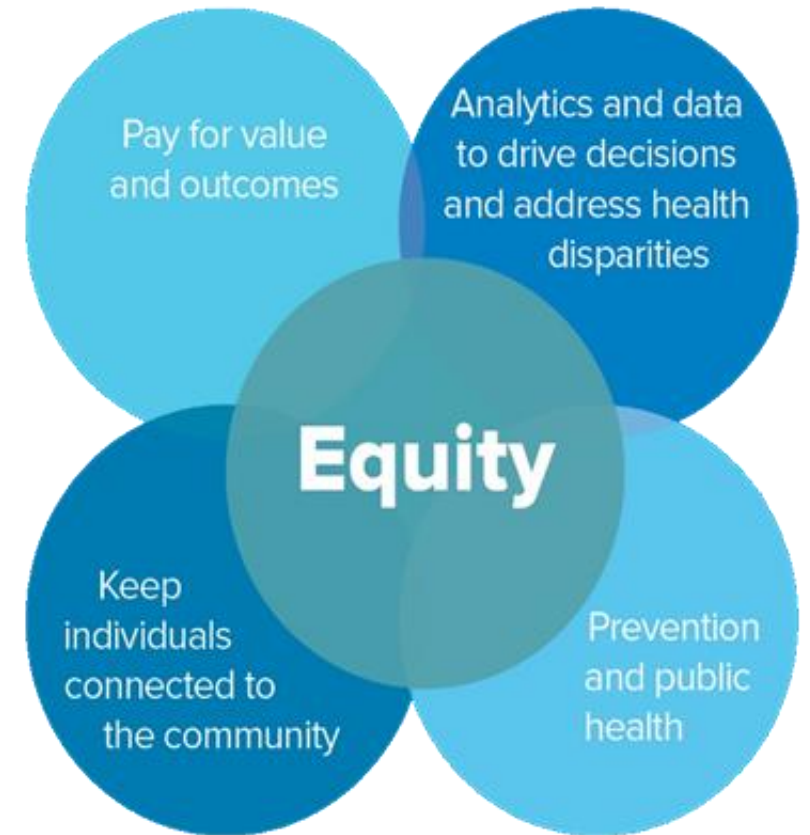 Pay for value
and outcomes
Analytics and data
to drive decisions
and address health
disparities
Equity
Keep
individuals
connected to
the community
Prevention
and public
health